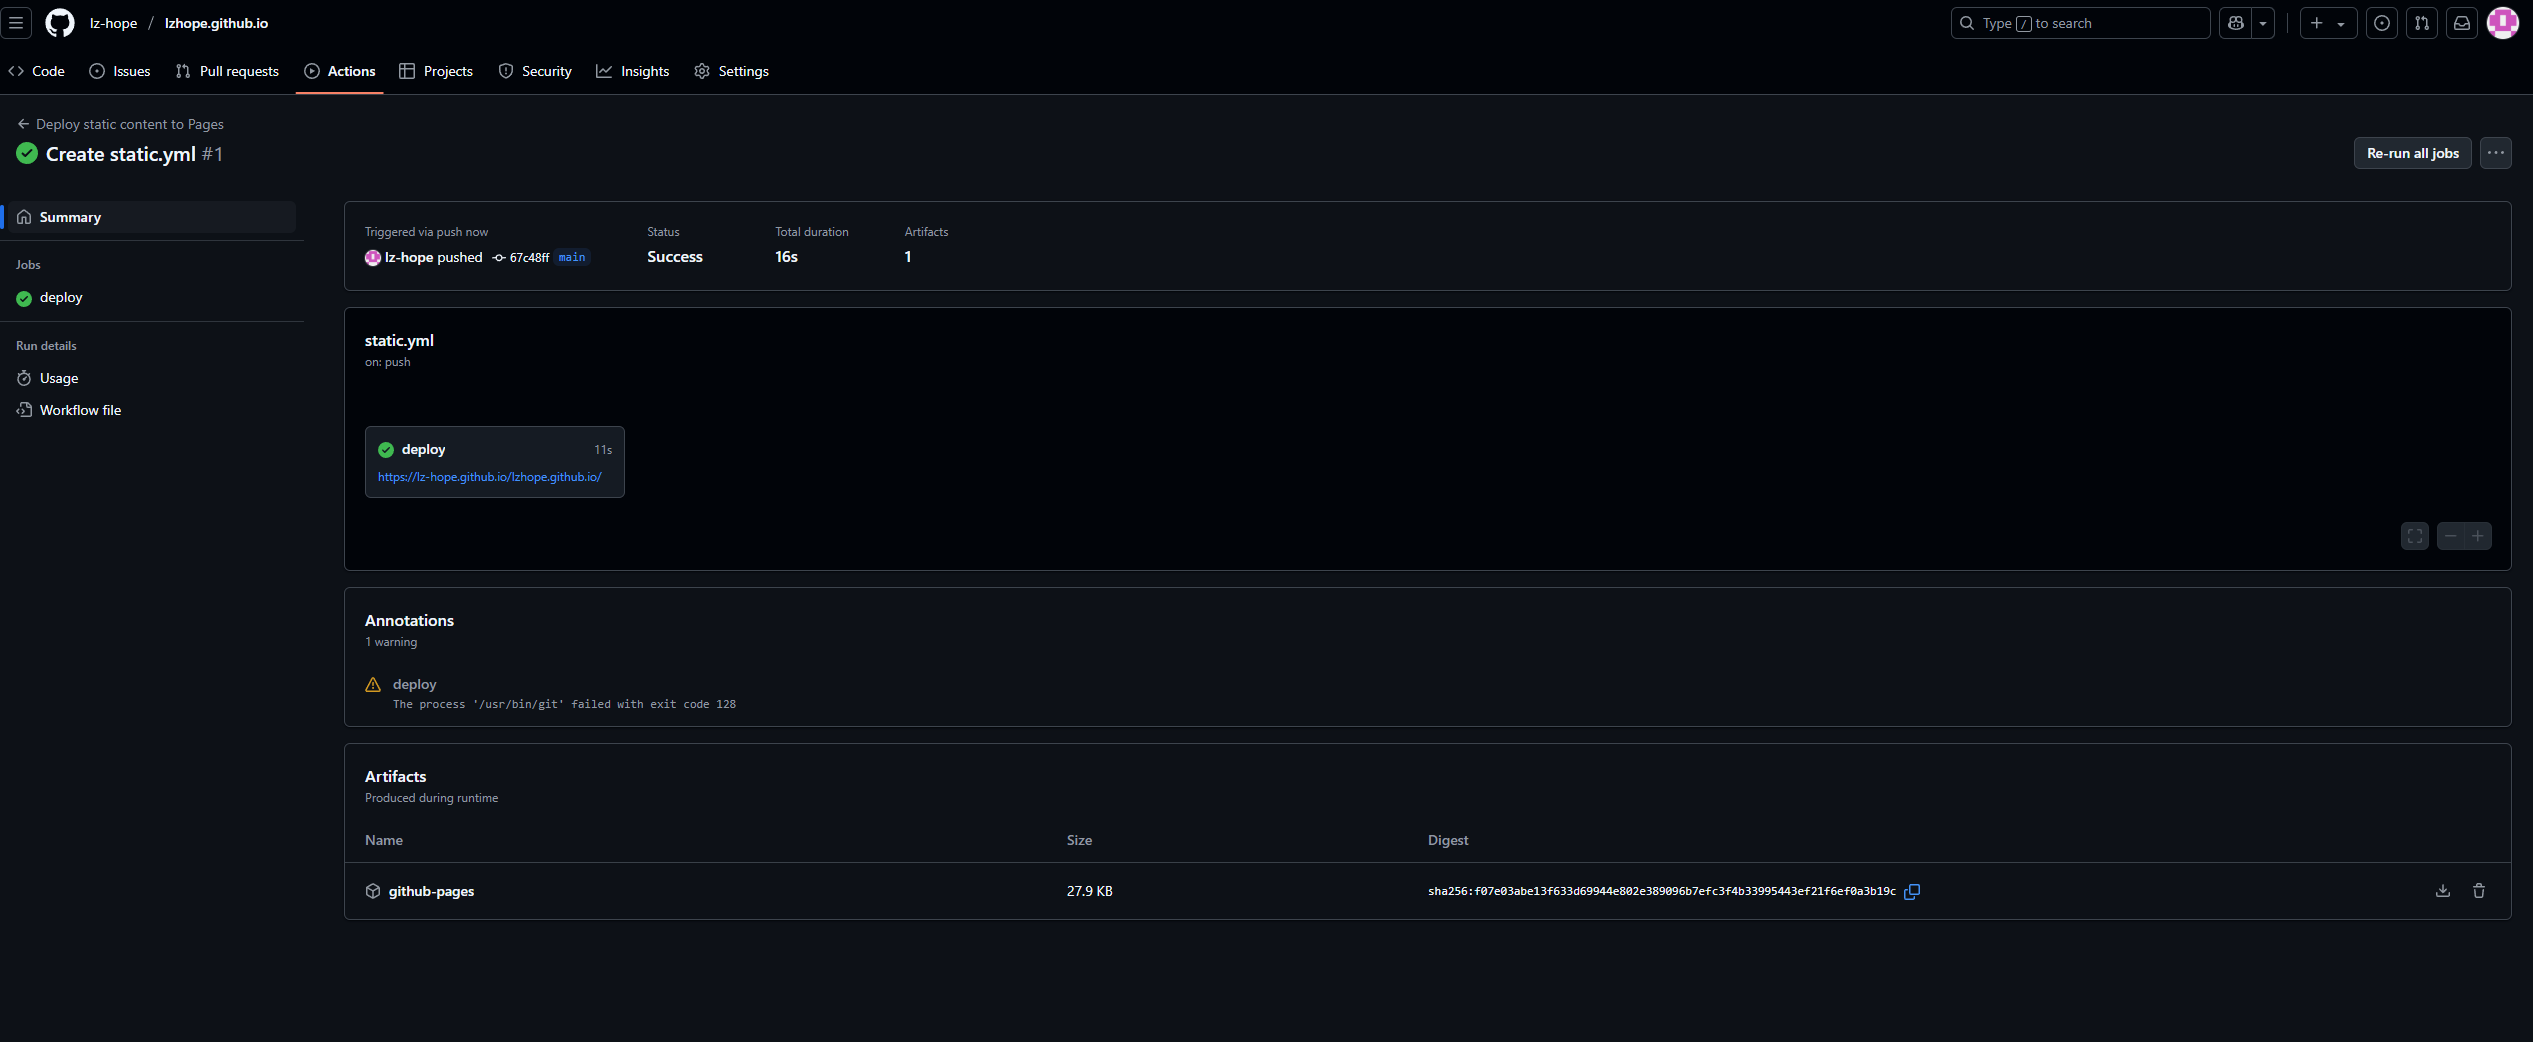 lz-hope / lzhope.github.io
Type / to search
Code Issues Pull requests Actions Projects Security Insights Settings
Deploy static content to Pages
Create static.yml #1
Re-run all jobs
Summary
Jobs
deploy
Run details
Usage
Workflow file
Triggered via push now
lz-hope pushed 67c48ff main
Status
Success
Total duration
16s
Artifacts
1
static.yml
on: push
deploy 11s
https://lz-hope.github.io/lzhope.github.io/
Annotations
1 warning
deploy
The process '/usr/bin/git' failed with exit code 128
Artifacts
Produced during runtime
Name Size Digest
github-pages 27.9 KB sha256:f07e03abe13f633d69944e802e389096b7efc3f4b33995443ef21f6ef0a3b19c